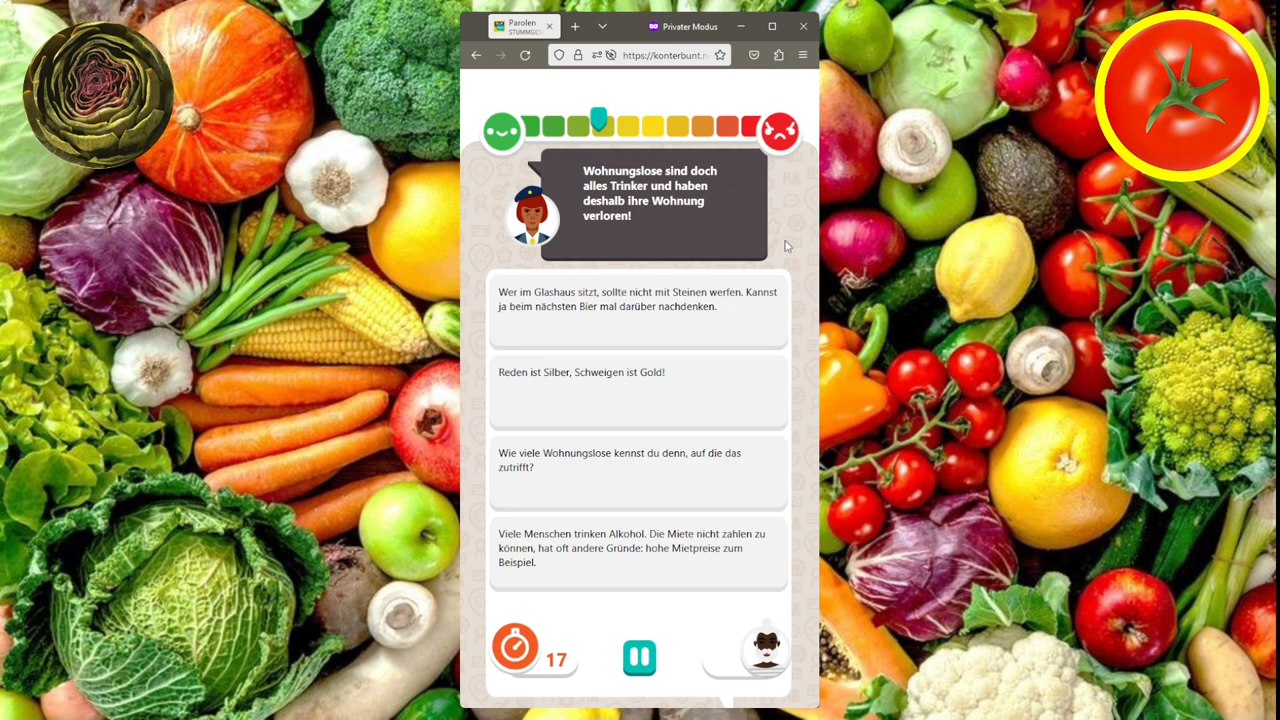 Parolen
STUMMGES
Privater Modus
https://konterbunt.
Wohnungslose sind doch
alles Trinker und haben
deshalb ihre Wohnung
verloren!
Wer im Glashaus sitzt, sollte nicht mit Steinen werfen. Kannst
ja beim nächsten Bier mal darüber nachdenken.
Reden ist Silber, Schweigen ist Gold!
Wie viele Wohnungslose kennst du denn, auf die das
zutrifft?
Viele Menschen trinken Alkohol. Die Miete nicht zahlen zu
können, hat oft andere Gründe: hohe Mietpreise zum
Beispiel.
17